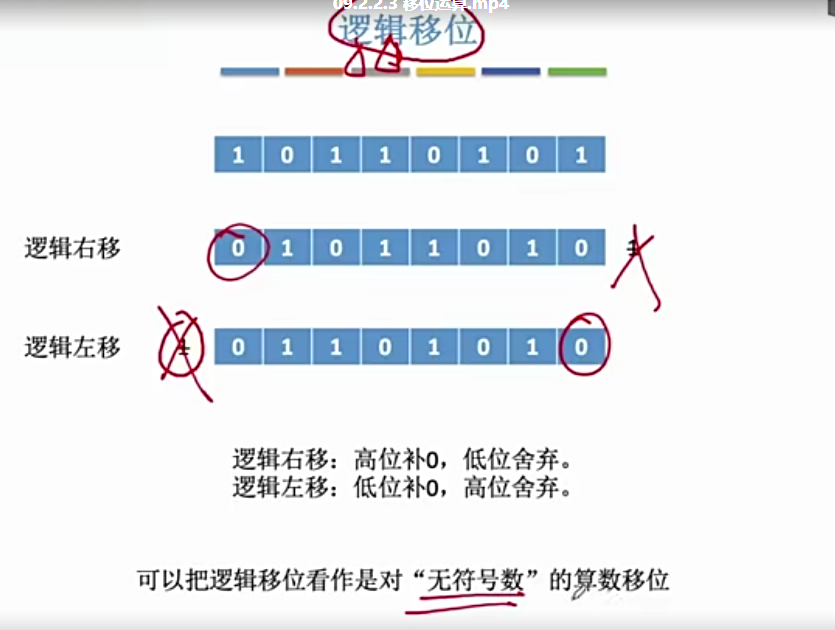 09.2.2.3 移位运算.mp4
逻辑移位
1 0 1 1 0 1 0 1
逻辑右移 0 1 0 1 1 0 1 0 1
逻辑左移 1 0 1 1 0 1 0 1 0
逻辑右移：高位补0，低位舍弃。
逻辑左移：低位补0，高位舍弃。
可以把逻辑移位看作是对“无符号数”的算数移位